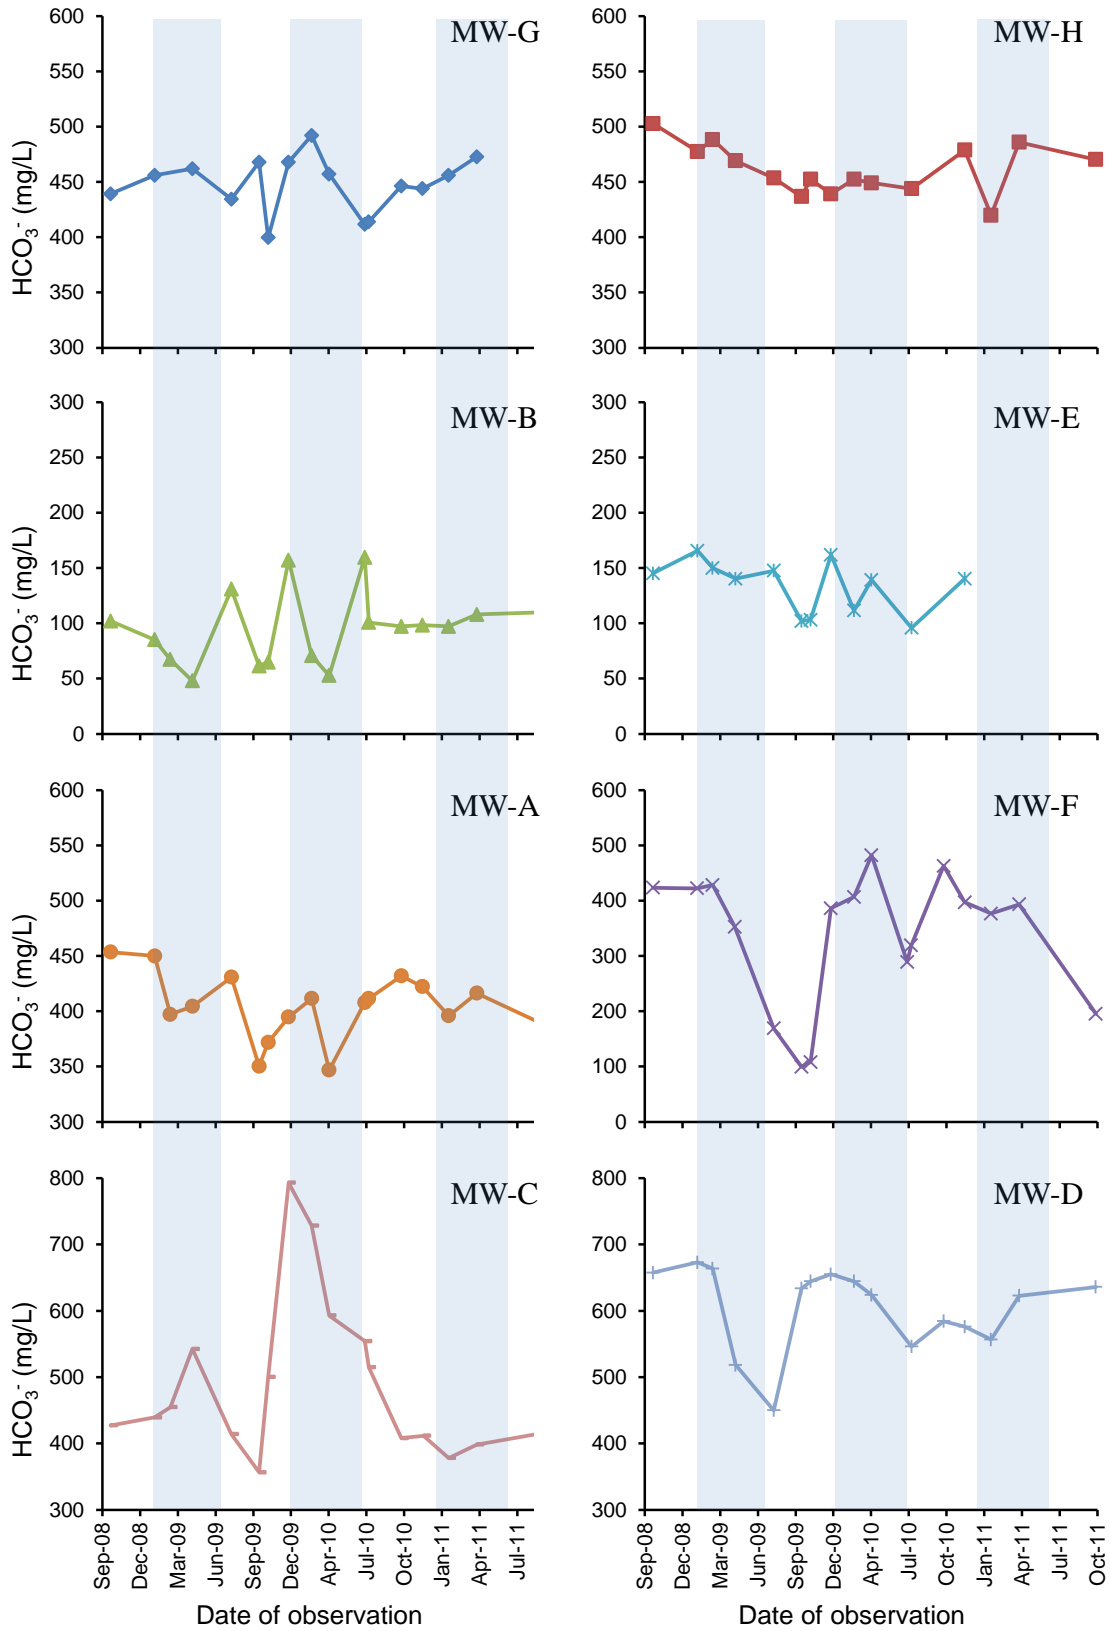 MW-G
600
550
500
450
400
350
300
HCO₃⁻ (mg/L)
MW-H
600
550
500
450
400
350
300
MW-B
300
250
200
150
100
50
0
HCO₃⁻ (mg/L)
MW-E
300
250
200
150
100
50
0
MW-A
600
550
500
450
400
350
300
HCO₃⁻ (mg/L)
MW-F
600
500
400
300
200
100
0
MW-C
800
700
600
500
400
300
HCO₃⁻ (mg/L)
Sep-08
Dec-08
Mar-09
Jun-09
Sep-09
Dec-09
Apr-10
Jul-10
Oct-10
Jan-11
Apr-11
Jul-11
Date of observation
MW-D
800
700
600
500
400
300
Sep-08
Dec-08
Mar-09
Jun-09
Sep-09
Dec-09
Apr-10
Jul-10
Oct-10
Jan-11
Apr-11
Jul-11
Oct-11
Date of observation